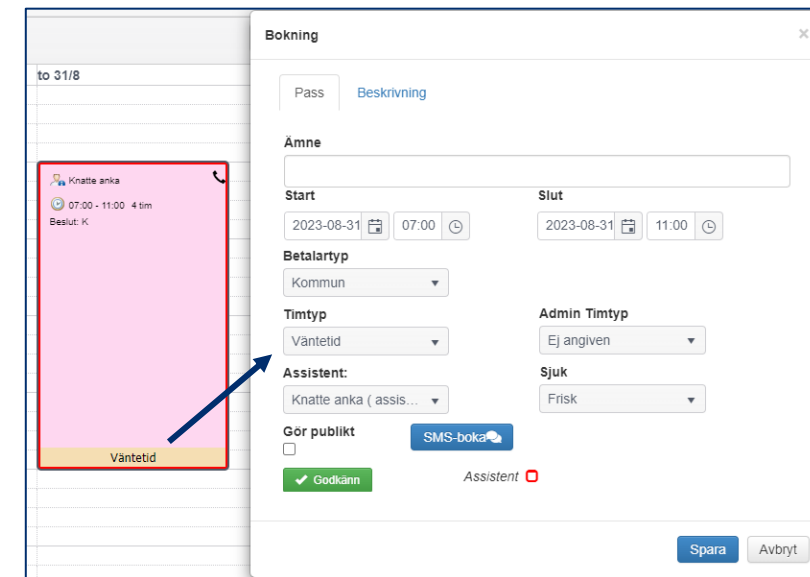 to 31/8
Knatte anka
07:00 - 11:00 4 tim
Beslut: K
Väntetid
Bokning
×
Pass Beskrivning
Ämne
Start Slut
2023-08-31 07:00 2023-08-31 11:00
Betalartyp
Kommun
Timtyp Admin Timtyp
Väntetid Ej angiven
Assistent: Sjuk
Knatte anka ( assis... Frisk
Gör publikt SMS-boka
Godkänn Assistent
Spara Avbryt